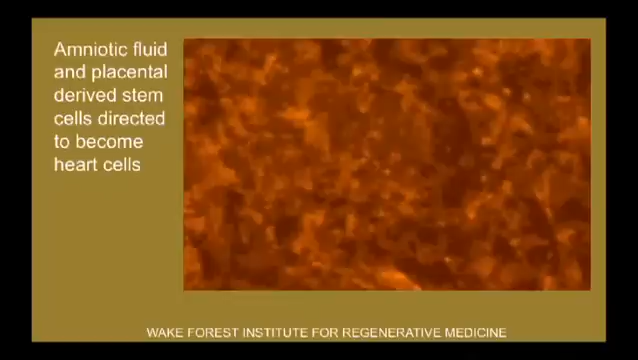 Amniotic fluid
and placental
derived stem
cells directed
to become
heart cells
WAKE FOREST INSTITUTE FOR REGENERATIVE MEDICINE